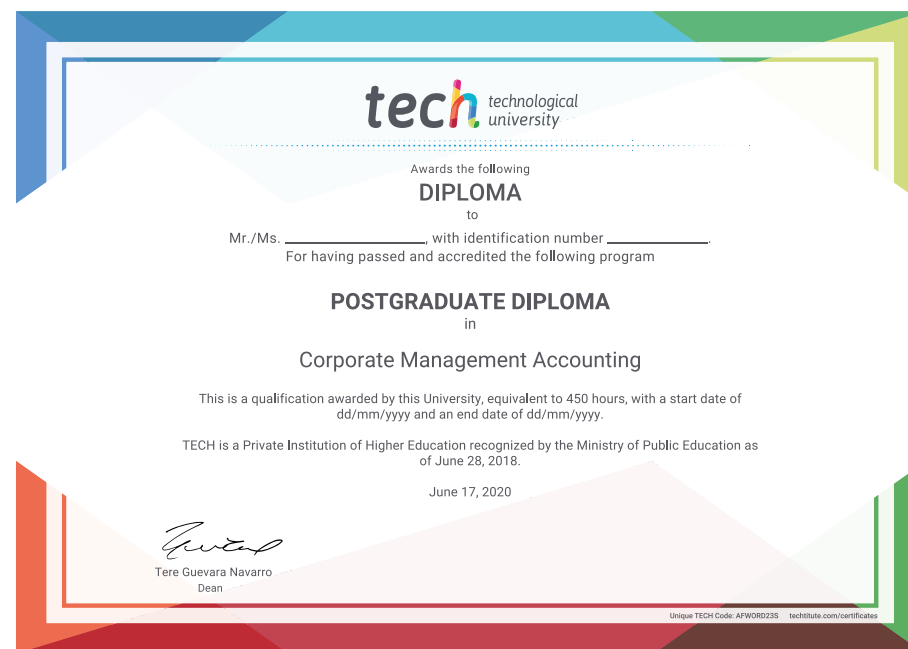 tech technological
university
Awards the following
DIPLOMA
to
Mr./Ms. ____________________, with identification number ______________.
For having passed and accredited the following program
POSTGRADUATE DIPLOMA
in
Corporate Management Accounting
This is a qualification awarded by this University, equivalent to 450 hours, with a start date of
dd/mm/yyyy and an end date of dd/mm/yyyy.
TECH is a Private Institution of Higher Education recognized by the Ministry of Public Education as
of June 28, 2018.
June 17, 2020
Tere Guevara Navarro
Dean
Unique TECH Code: AFWORD23S techtitute.com/certificates